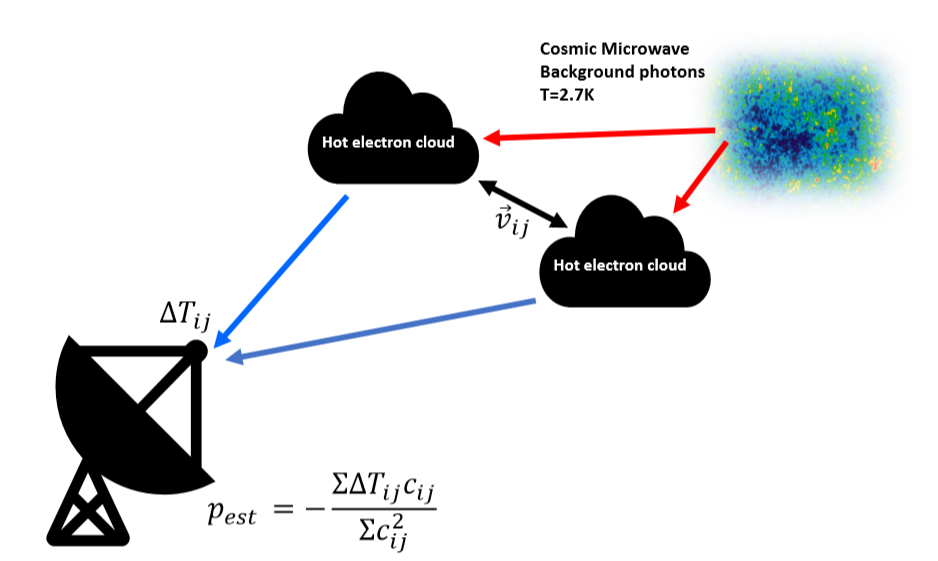 Cosmic Microwave
Background photons
T=2.7K
Hot electron cloud
$\vec{v}_{ij}$
Hot electron cloud
$\Delta T_{ij}$
$p_{est} = -\frac{\Sigma \Delta T_{ij} c_{ij}}{\Sigma c_{ij}^2}$